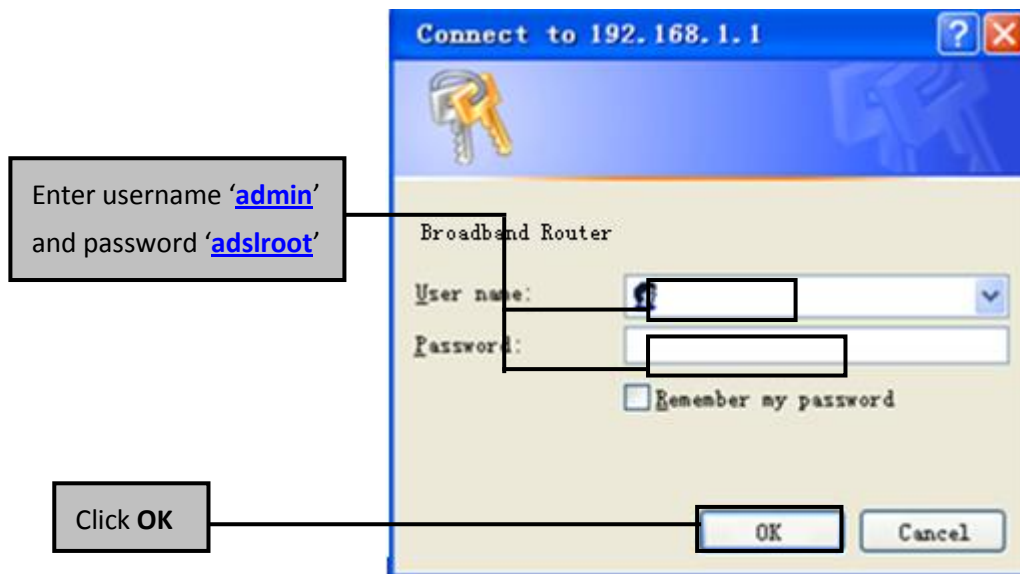 Connect to 192.168.1.1
Enter username ‘admin’
and password ‘adslroot’
Broadband Router
User name:
Password:
Remember my password
Click OK
OK
Cancel